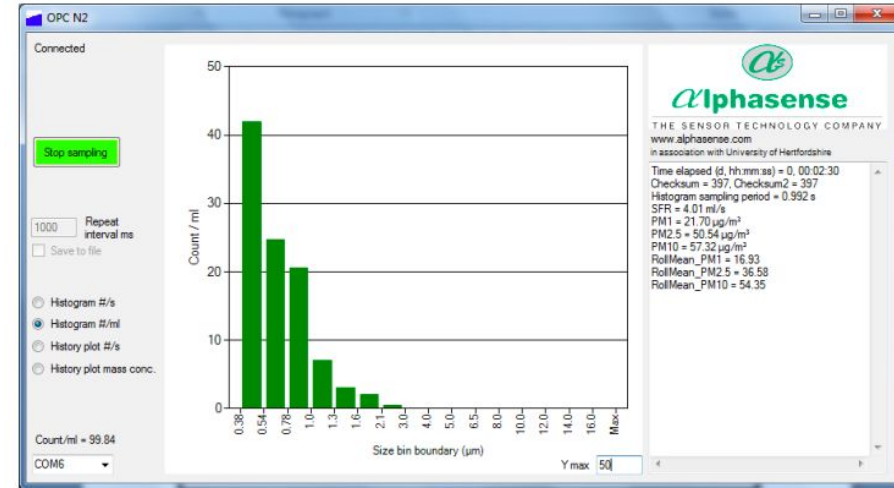 OPC N2
Connected
Stop sampling
1000 Repeat
interval ms
Save to file
Histogram #/s
Histogram #/ml
History plot #/s
History plot mass conc.
Count/ml = 99.84
COM6
50
40
30
20
10
0
Count / ml
0.38 0.54 0.78 1.0 1.3 1.6 2.1 3.0 4.0 5.0 6.5 8.0 10.0 12.0 14.0 16.0 Max
Size bin boundary (µm)
Y max 50
αs
αlphasense
THE SENSOR TECHNOLOGY COMPANY
www.alphasense.com
in association with University of Hertfordshire
Time elapsed (d, hh:mm:ss) = 0, 00:02:30
Checksum = 397, Checksum2 = 397
Histogram sampling period = 0.992 s
SFR = 4.01 ml/s
PM1 = 21.70 µg/m³
PM2.5 = 50.54 µg/m³
PM10 = 57.32 µg/m³
RollMean_PM1 = 16.93
RollMean_PM2.5 = 36.58
RollMean_PM10 = 54.35